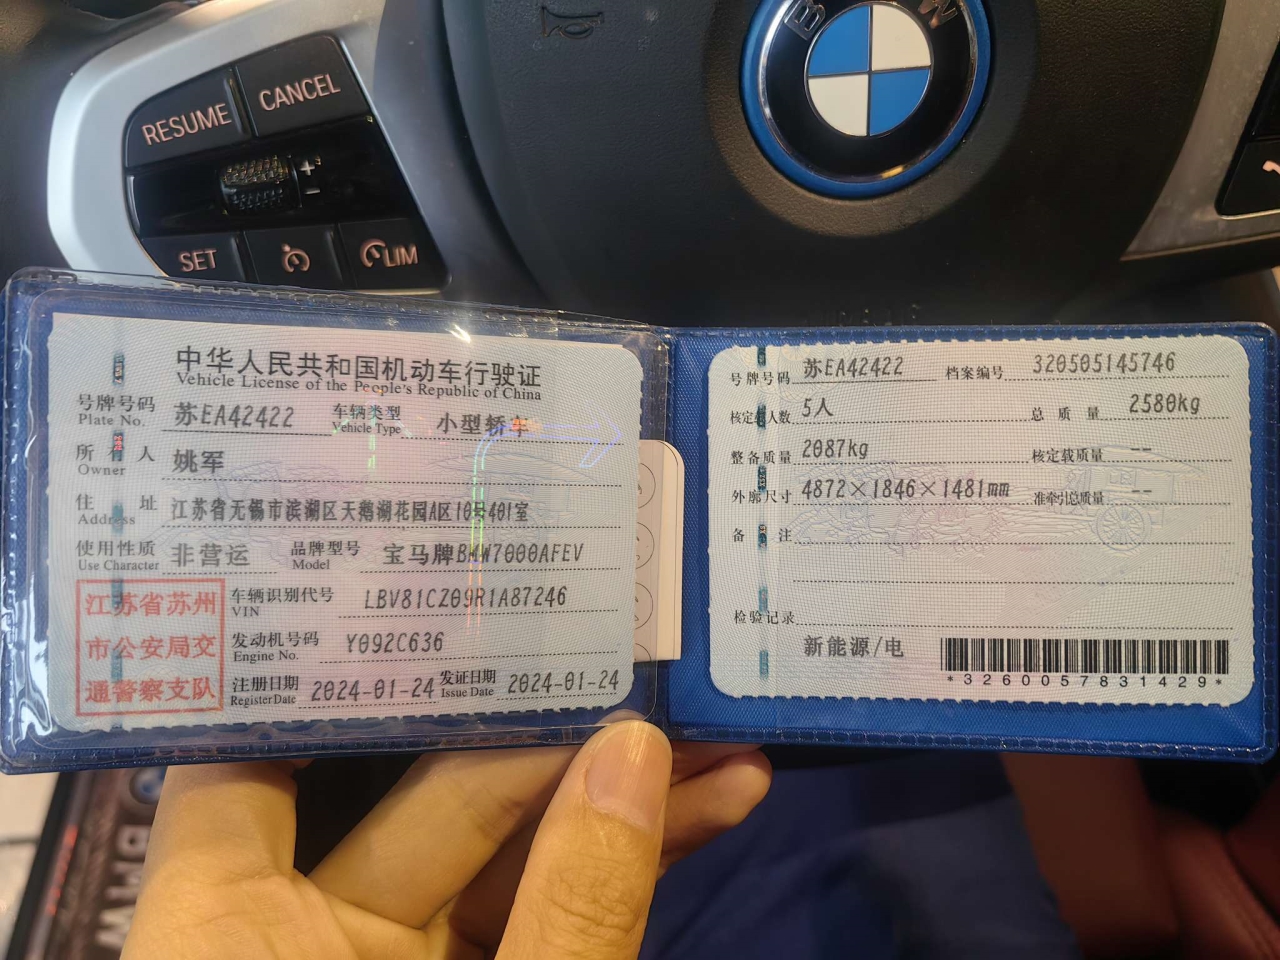 B W
RESUME
CANCEL
+
-
SET
LIM
中华人民共和国机动车行驶证
Vehicle License of the People's Republic of China
号牌号码 苏EA42422 车辆类型 小型轿车
Plate No. Vehicle Type
所有人 姚军
Owner
住址 江苏省无锡市滨湖区天鹅湖花园A区10号401室
Address
使用性质 非营运 品牌型号 宝马牌BMW7000AFEV
Use Character Model
江苏省苏州
市公安局交
通警察支队
车辆识别代号 LBV81CZ09R1A87246
VIN
发动机号码 Y092C636
Engine No.
注册日期 2024-01-24 发证日期 2024-01-24
Register Date Issue Date
号牌号码 苏EA42422 档案编号 320505145746
核定载人数 5人 总质量 2580kg
整备质量 2087kg 核定载质量 --
外廓尺寸 4872×1846×1481mm 准牵引总质量 --
备注
检验记录
新能源/电
*3260057831429*
BMW